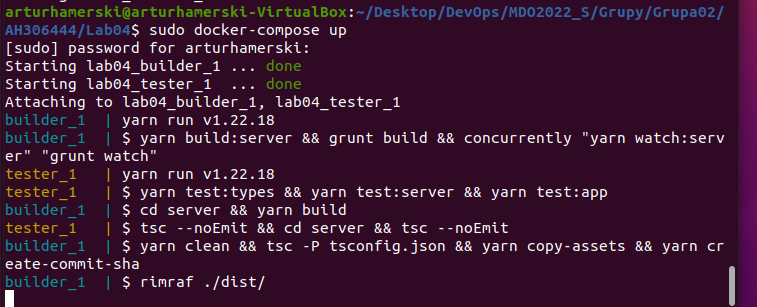 arturhamerski@arturhamerski-VirtualBox:~/Desktop/DevOps/MDO2022_S/Grupy/Grupa02/
AH306444/Lab04$ sudo docker-compose up
[sudo] password for arturhamerski:
Starting lab04_builder_1 ... done
Starting lab04_tester_1  ... done
Attaching to lab04_builder_1, lab04_tester_1
builder_1  | yarn run v1.22.18
builder_1  | $ yarn build:server && grunt build && concurrently "yarn watch:serv
er" "grunt watch"
tester_1   | yarn run v1.22.18
tester_1   | $ yarn test:types && yarn test:server && yarn test:app
builder_1  | $ cd server && yarn build
tester_1   | $ tsc --noEmit && cd server && tsc --noEmit
builder_1  | $ yarn clean && tsc -P tsconfig.json && yarn copy-assets && yarn cr
eate-commit-sha
builder_1  | $ rimraf ./dist/